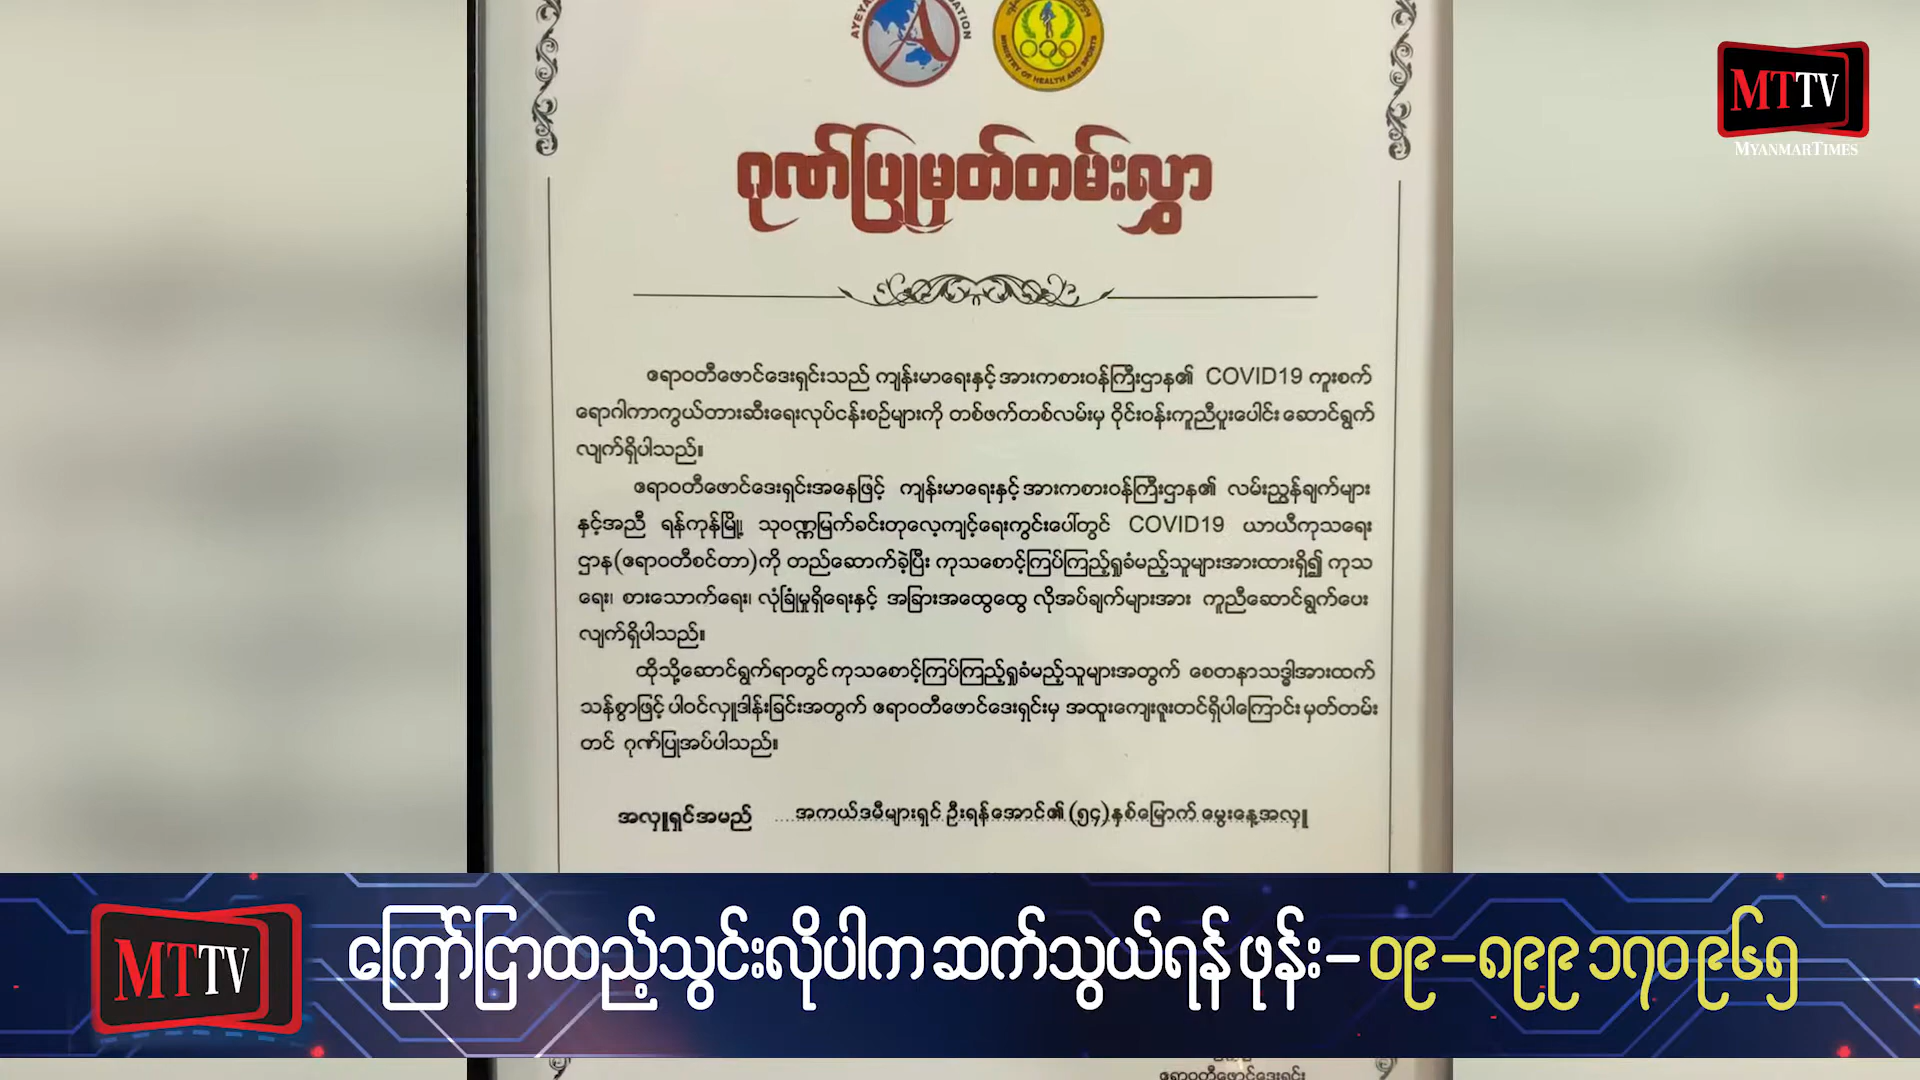 MTTV
MYANMARTIMES
MINISTRY OF HEALTH AND SPORTS
ဂုဏ်ပြုမှတ်တမ်းလွှာ
ဧရာဝတီဖောင်ဒေးရှင်းသည် ကျန်းမာရေးနှင့် အားကစားဝန်ကြီးဌာန၏ COVID19 ကူးစက်
ရောဂါကာကွယ်တားဆီးရေးလုပ်ငန်းစဉ်များကို တစ်ဖက်တစ်လမ်းမှ ဝိုင်းဝန်းကူညီပူးပေါင်း ဆောင်ရွက်
လျက်ရှိပါသည်။
ဧရာဝတီဖောင်ဒေးရှင်းအနေဖြင့် ကျန်းမာရေးနှင့် အားကစားဝန်ကြီးဌာန၏ လမ်းညွှန်ချက်များ
နှင့်အညီ ရန်ကုန်မြို့၊ သုဝဏ္ဏမြက်ခင်းတုလေ့ကျင့်ရေးကွင်းပေါ်တွင် COVID19 ယာယီကုသရေး
ဌာန(ဧရာဝတီစင်တာ)ကို တည်ဆောက်ခဲ့ပြီး ကုသစောင့်ကြပ်ကြည့်ရှုခံမည့်သူများအားထားရှိ၍ ကုသ
ရေး၊ စားသောက်ရေး၊ လုံခြုံမှုရှိရေးနှင့် အခြားအထွေထွေ လိုအပ်ချက်များအား ကူညီဆောင်ရွက်ပေး
လျက်ရှိပါသည်။
ထိုသို့ဆောင်ရွက်ရာတွင် ကုသစောင့်ကြပ်ကြည့်ရှုခံမည့်သူများအတွက် စေတနာသဒ္ဓါအားထက်
သန်စွာဖြင့် ပါဝင်လှူဒါန်းခြင်းအတွက် ဧရာဝတီဖောင်ဒေးရှင်းမှ အထူးကျေးဇူးတင်ရှိပါကြောင်း မှတ်တမ်း
တင် ဂုဏ်ပြုအပ်ပါသည်။
အလှူရှင်အမည် အကယ်ဒမီများရှင် ဦးရန်အောင်၏ (၅၄) နှစ်မြောက် မွေးနေ့အလှူ
MTTV ကြော်ငြာထည့်သွင်းလိုပါက ဆက်သွယ်ရန် ဖုန်း–၀၉–၈၉၉ ၁၇၀ ၉၆၅
ဧရာဝတီဖောင်ဒေးရှင်း